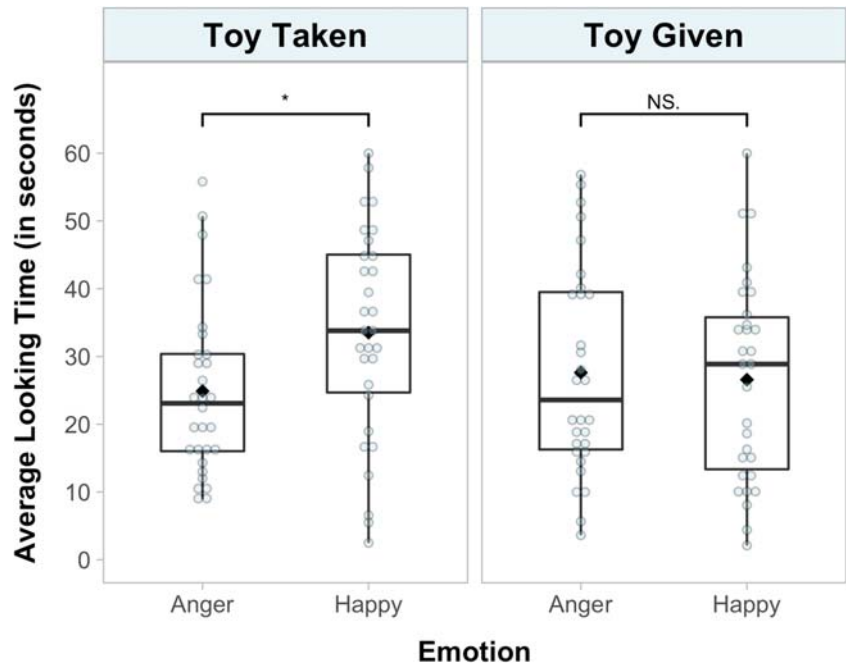 Toy Taken
Toy Given
*
NS.
Average Looking Time (in seconds)
60
50
40
30
20
10
0
Anger
Happy
Anger
Happy
Emotion